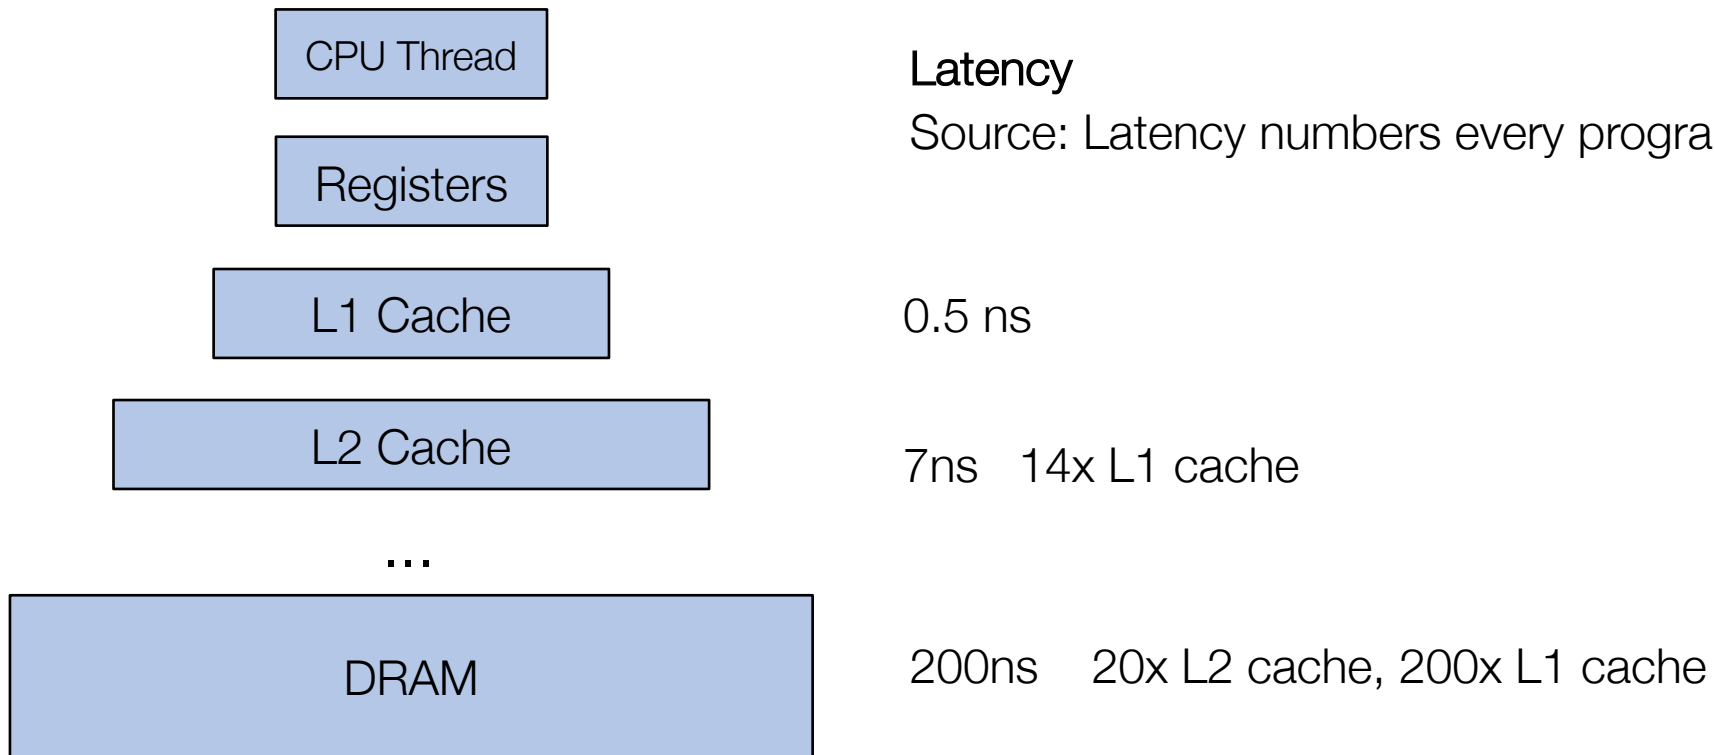 CPU Thread
Latency
Source: Latency numbers every progra
Registers
L1 Cache
0.5 ns
L2 Cache
7ns 14x L1 cache
...
DRAM
200ns 20x L2 cache, 200x L1 cache